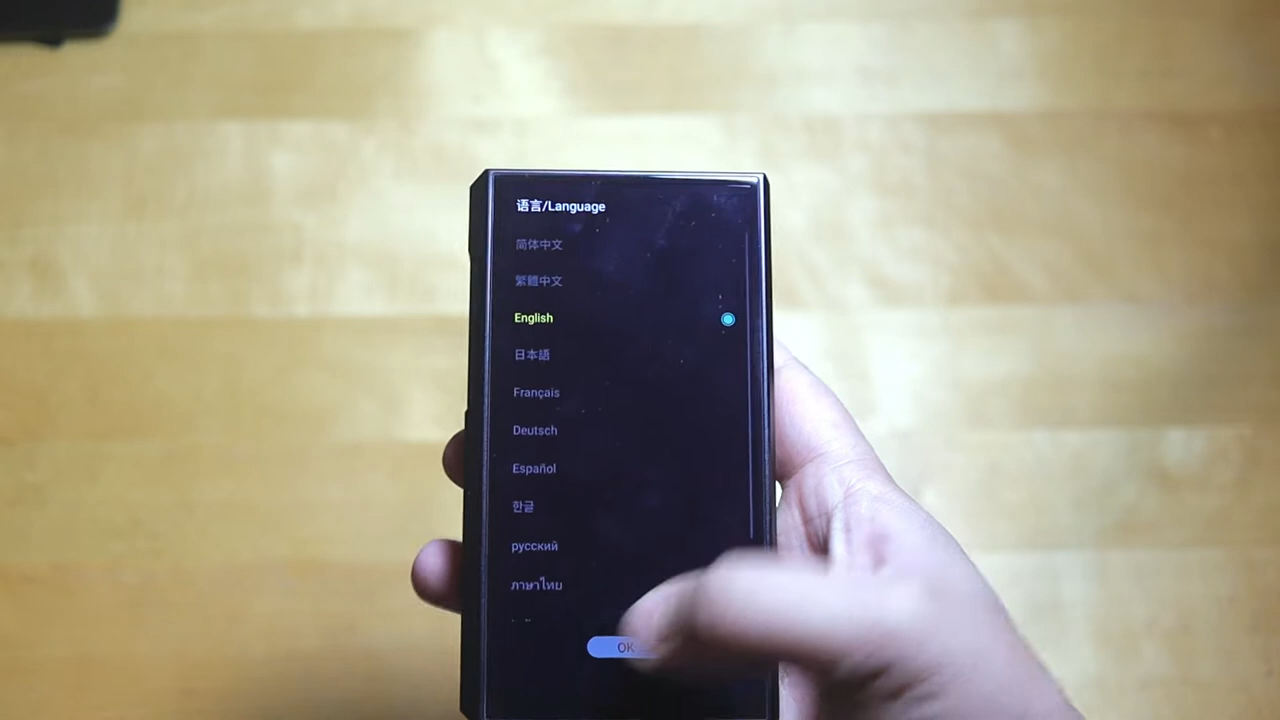 语言/Language
简体中文
繁體中文
English
日本語
Français
Deutsch
Español
한글
русский
ภาษาไทย
OK